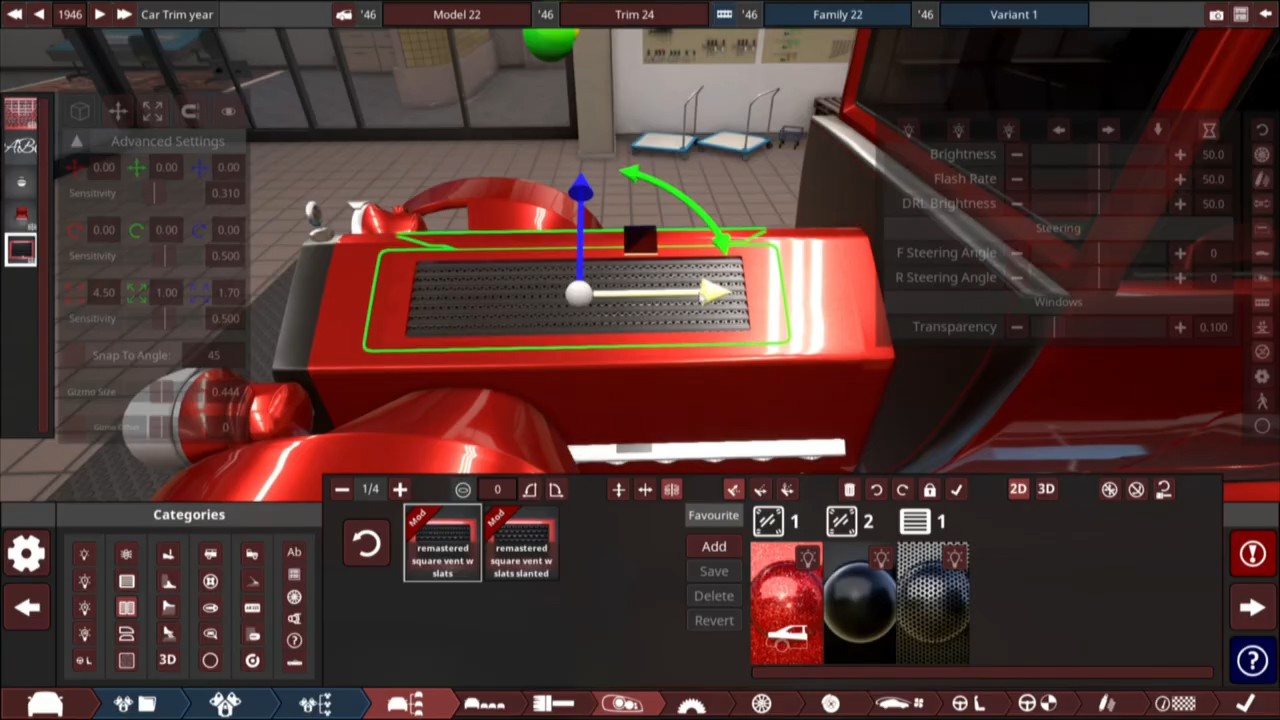 1946 Car Trim year '46 Model 22 '46 Trim 24 '46 Family 22 '46 Variant 1
Advanced Settings
0.00 0.00 0.00
Sensitivity 0.310
0.00 0.00 0.00
Sensitivity 0.500
4.50 1.00 1.70
Sensitivity 0.500
Snap To Angle: 45
Gizmo Size 0.444
Gizmo Offset 0
Brightness 50.0
Flash Rate 50.0
DRL Brightness 50.0
Steering
F Steering Angle 0
R Steering Angle 0
Windows
Transparency 0.100
Categories
Ab
3D
L
1/4 0 2D 3D
Mod
remastered
square vent w
slats
Mod
remastered
square vent w
slats slanted
Favourite
Add
Save
Delete
Revert
1 2 1